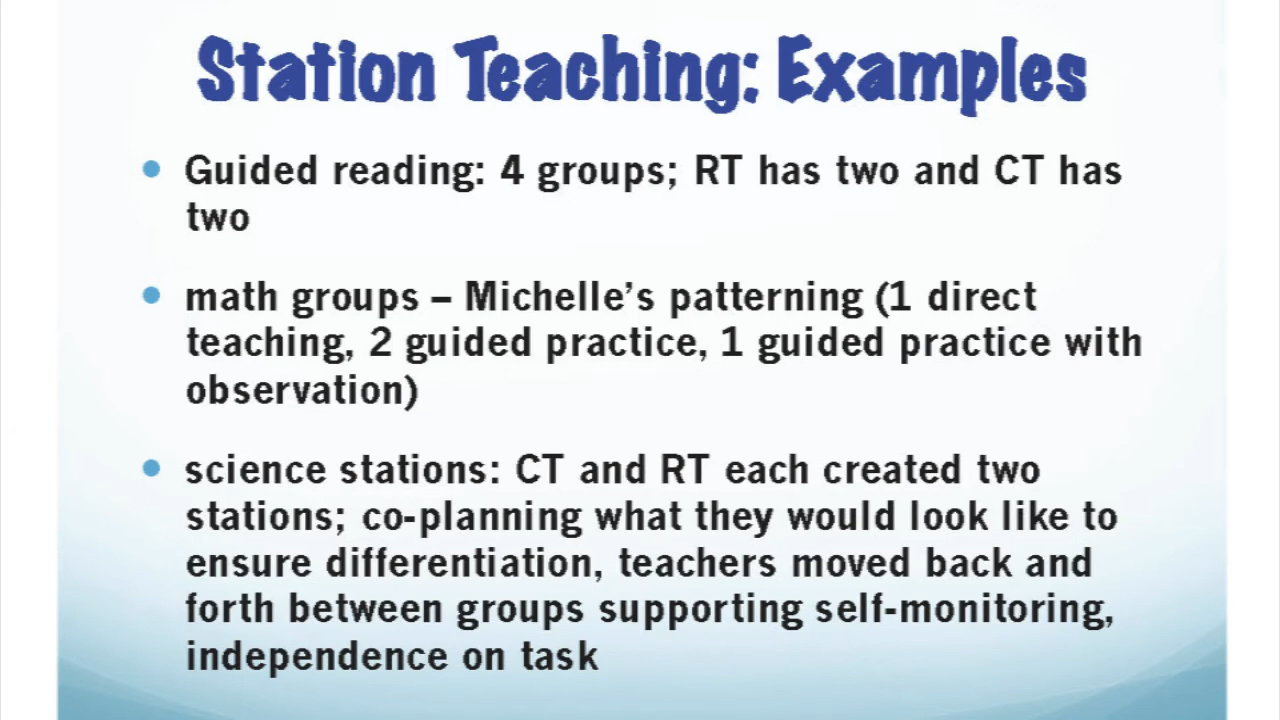 Station Teaching: Examples
• Guided reading: 4 groups; RT has two and CT has
two
• math groups – Michelle's patterning (1 direct
teaching, 2 guided practice, 1 guided practice with
observation)
• science stations: CT and RT each created two
stations; co-planning what they would look like to
ensure differentiation, teachers moved back and
forth between groups supporting self-monitoring,
independence on task